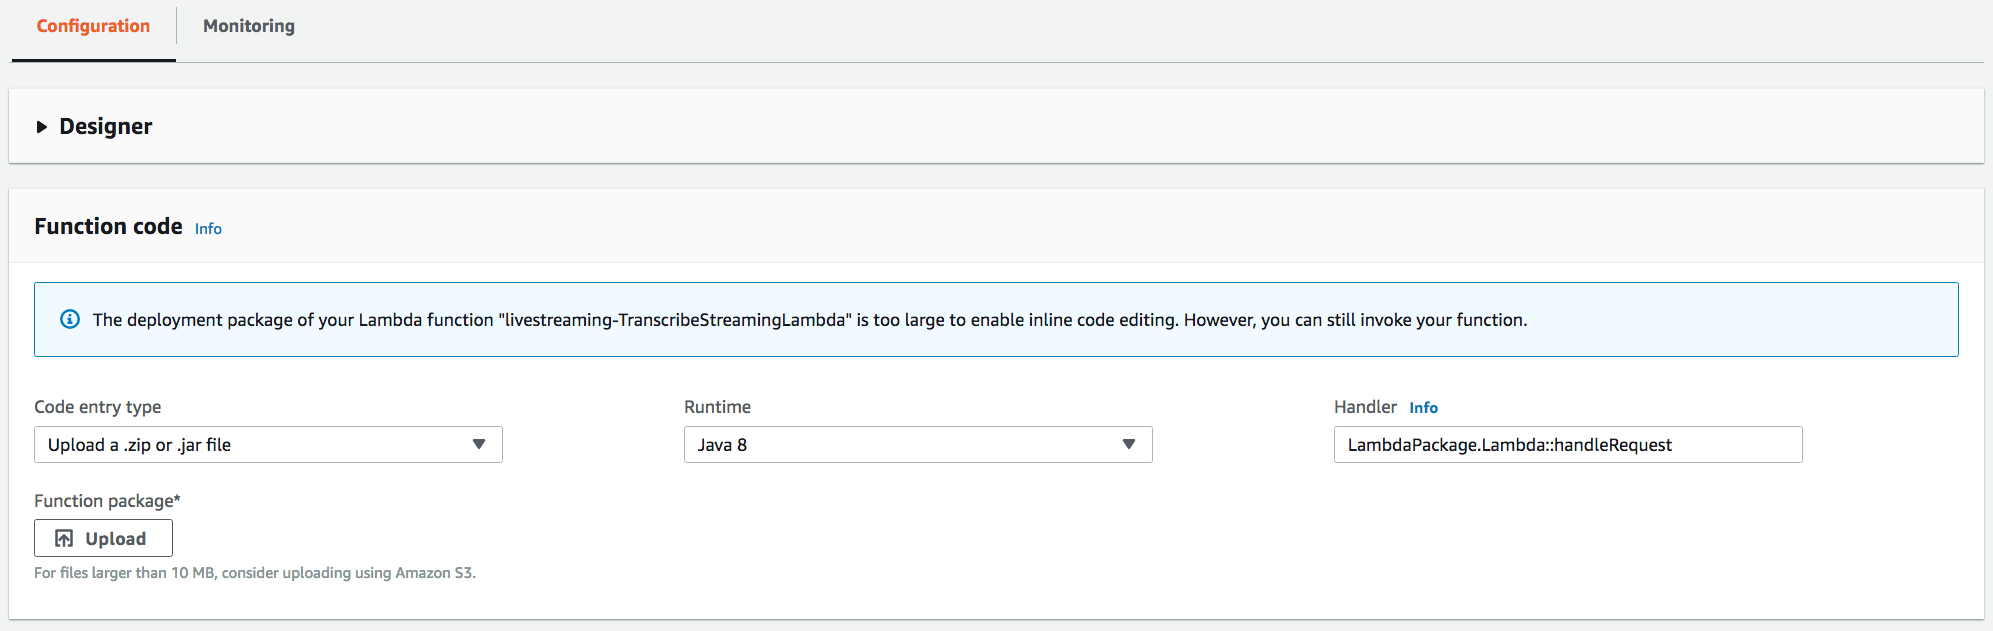 Configuration
Monitoring
Designer
Function code Info
The deployment package of your Lambda function "livestreaming-TranscribeStreamingLambda" is too large to enable inline code editing. However, you can still invoke your function.
Code entry type
Upload a .zip or .jar file
Runtime
Java 8
Handler Info
LambdaPackage.Lambda::handleRequest
Function package*
Upload
For files larger than 10 MB, consider uploading using Amazon S3.